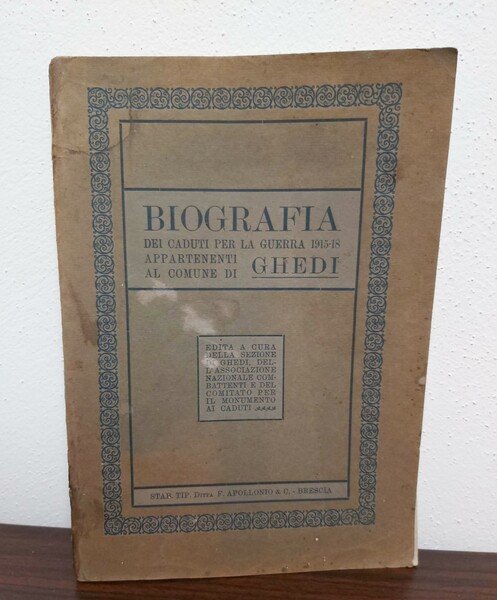 BIOGRAFIA
DEI CADUTI PER LA GUERRA 1915-18
APPARTENENTI
AL COMUNE DI GHEDI
EDITA A CURA
DELLA SEZIONE
DI GHEDI, DEL-
L'ASSOCIAZIONE
NAZIONALE COM-
BATTENTI E DEL
COMITATO PER
IL MONUMENTO
AI CADUTI
STAB. TIP. DITTA F. APOLLONIO & C. - BRESCIA